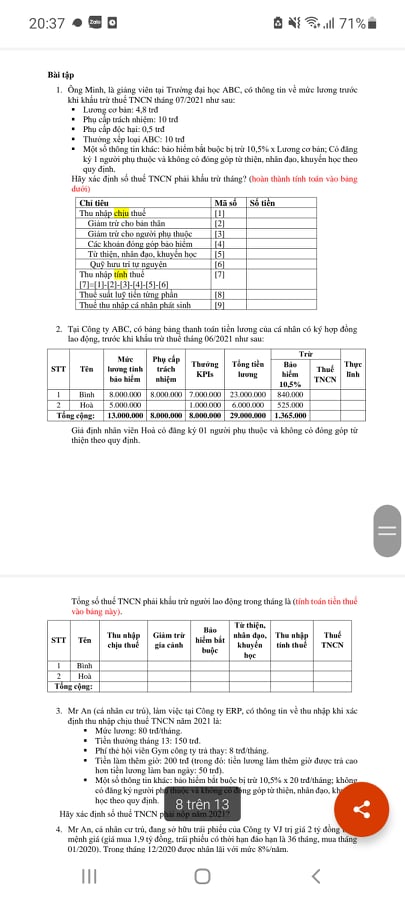 20:37
Zalo
71%
Bài tập
1. Ông Minh, là giảng viên tại Trường đại học ABC, có thông tin về mức lương trước
khi khấu trừ thuế TNCN tháng 07/2021 như sau:
▪ Lương cơ bản: 4,8 trđ
▪ Phụ cấp trách nhiệm: 10 trđ
▪ Phụ cấp độc hại: 0,5 trđ
▪ Thưởng xếp loại ABC: 10 trđ
▪ Một số thông tin khác: bảo hiểm bắt buộc bị trừ 10,5% x Lương cơ bản; Có đăng
ký 1 người phụ thuộc và không có đóng góp từ thiện, nhân đạo, khuyến học theo
quy định.
Hãy xác định số thuế TNCN phải khấu trừ tháng? (hoàn thành tính toán vào bảng
dưới)
Chỉ tiêu Mã số Số tiền
Thu nhập chịu thuế [1]
Giảm trừ cho bản thân [2]
Giảm trừ cho người phụ thuộc [3]
Các khoản đóng góp bảo hiểm [4]
Từ thiện, nhân đạo, khuyến học [5]
Quỹ hưu trí tự nguyện [6]
Thu nhập tính thuế [7]
[7]=[1]-[2]-[3]-[4]-[5]-[6]
Thuế suất luỹ tiến từng phần [8]
Thuế thu nhập cá nhân phát sinh [9]
2. Tại Công ty ABC, có bảng bảng thanh toán tiền lương của cá nhân có ký hợp đồng
lao động, trước khi khấu trừ thuế tháng 06/2021 như sau:
STT Tên Mức lương tính bảo hiểm Phụ cấp trách nhiệm Thưởng KPIs Tổng tiền lương Trừ Bảo hiểm 10,5% Thuế TNCN Thực lĩnh
1 Bình 8.000.000 8.000.000 7.000.000 23.000.000 840.000
2 Hoà 5.000.000 1.000.000 6.000.000 525.000
Tổng cộng: 13.000.000 8.000.000 8.000.000 29.000.000 1.365.000
Giả định nhân viên Hoà có đăng ký 01 người phụ thuộc và không có đóng góp từ
thiện theo quy định.
Tổng số thuế TNCN phải khấu trừ người lao động trong tháng là (tính toán tiền thuế
vào bảng này).
STT Tên Thu nhập chịu thuế Giảm trừ gia cảnh Bảo hiểm bắt buộc Từ thiện, nhân đạo, khuyến học Thu nhập tính thuế Thuế TNCN
1 Bình
2 Hoà
Tổng cộng:
3. Mr An (cá nhân cư trú), làm việc tại Công ty ERP, có thông tin về thu nhập khi xác
định thu nhập chịu thuế TNCN năm 2021 là:
▪ Mức lương: 80 trđ/tháng.
▪ Tiền thưởng tháng 13: 150 trđ.
▪ Phí thẻ hội viên Gym công ty trả thay: 8 trđ/tháng.
▪ Tiền làm thêm giờ: 200 trđ (trong đó: tiền lương làm thêm giờ được trả cao
hơn tiền lương làm ban ngày: 50 trđ).
▪ Một số thông tin khác: bảo hiểm bắt buộc bị trừ 10,5% x 20 trđ/tháng; không
có đăng ký người phụ thuộc và không có đóng góp từ thiện, nhân đạo,
học theo quy định.
Hãy xác định số thuế TNCN phải nộp năm 2021?
8 trên 13
4. Mr An, cá nhân cư trú, đang sở hữu trái phiếu của Công ty VJ trị giá 2 tỷ đồng
mệnh giá (giá mua 1,9 tỷ đồng, trái phiếu có thời hạn đáo hạn là 36 tháng, mua tháng
01/2020). Trong tháng 12/2020 được nhận lãi với mức 8%/năm.